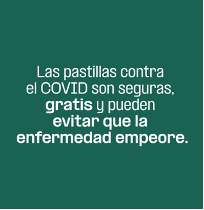 Las pastillas contra
el COVID son seguras,
gratis y pueden
evitar que la
enfermedad empeore.